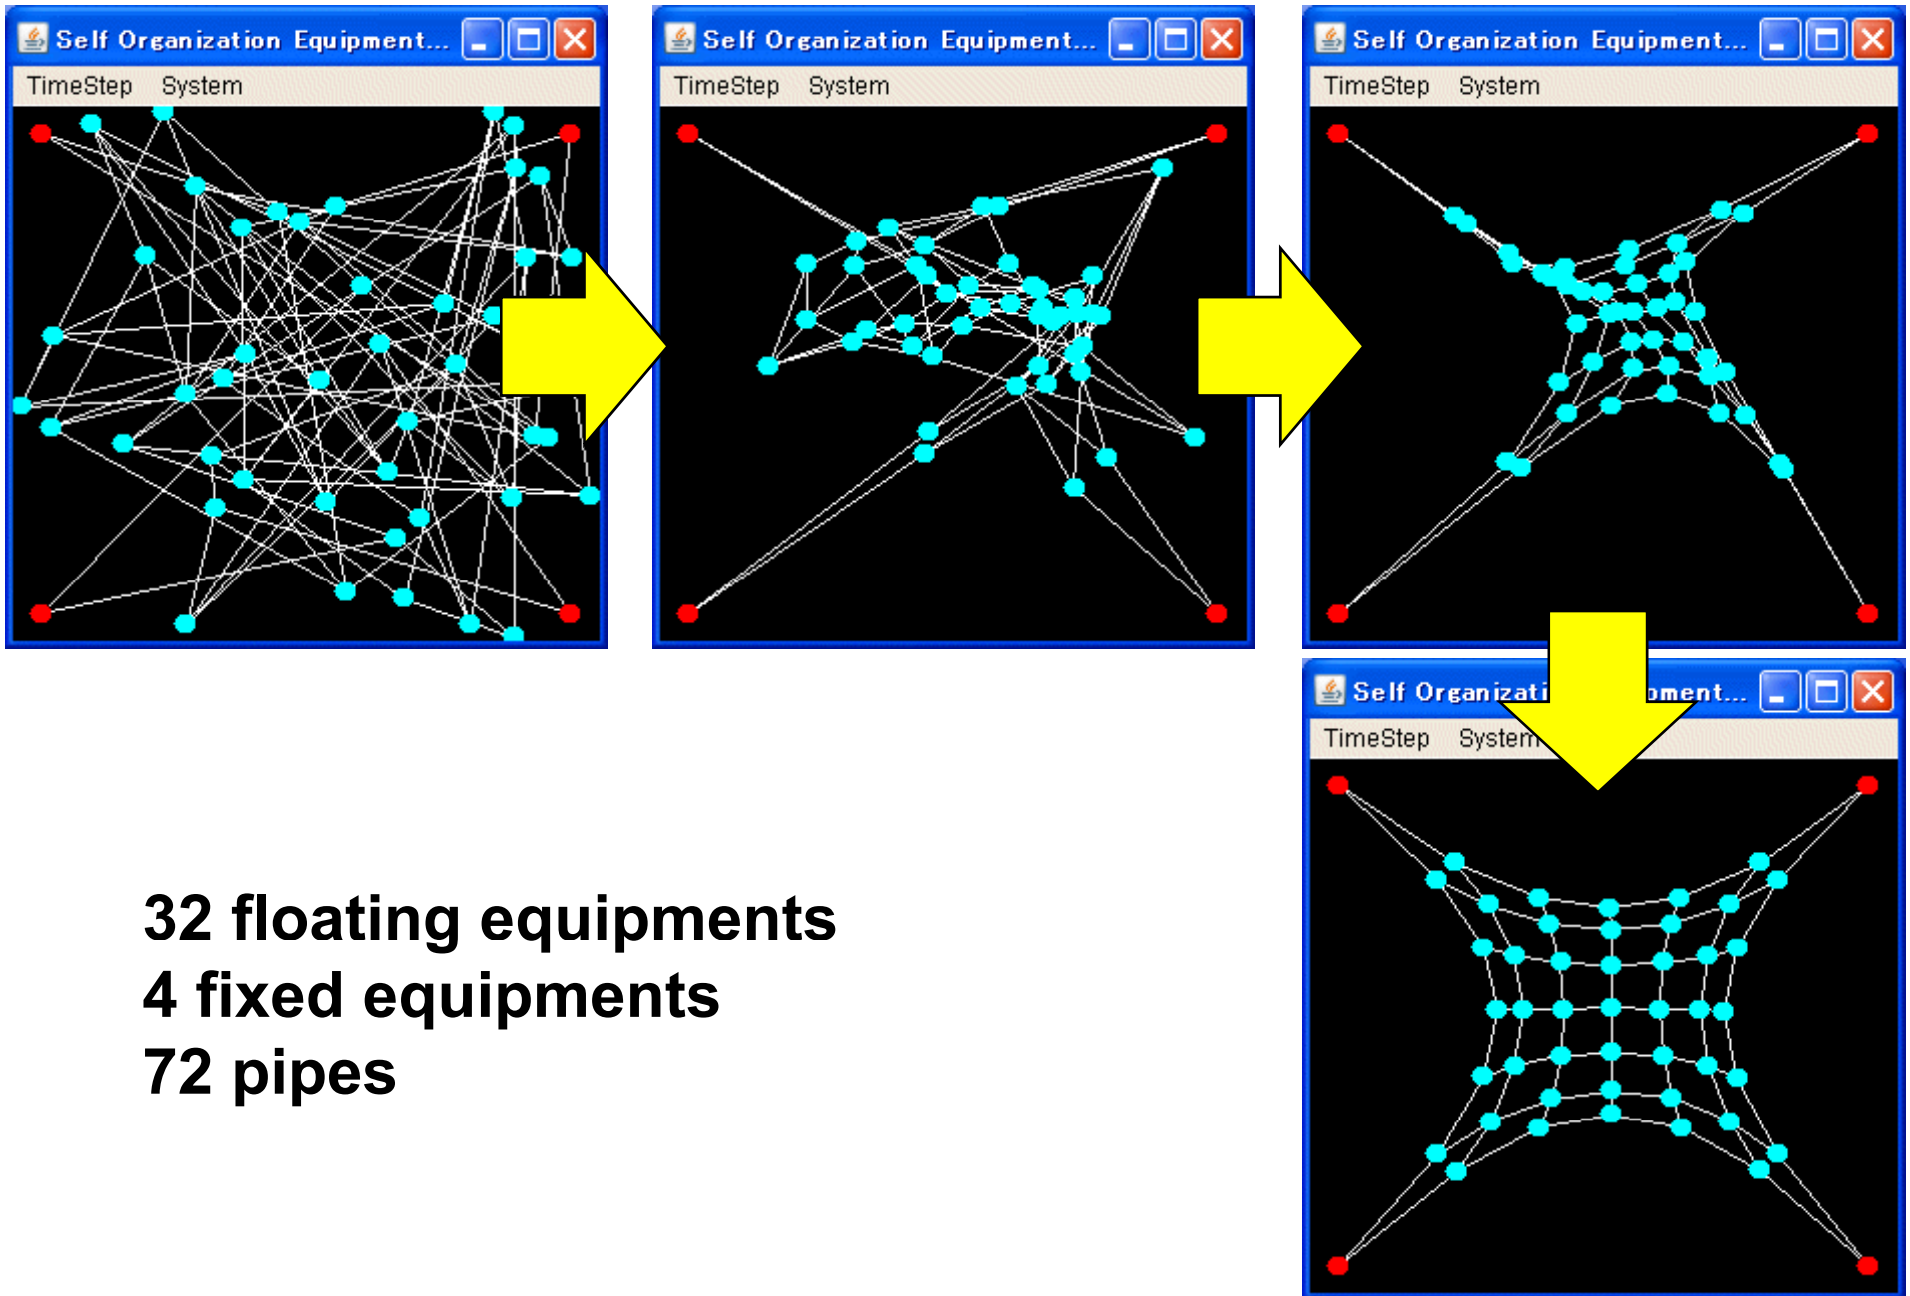 Self Organization Equipment...
TimeStep System
Self Organization Equipment...
TimeStep System
Self Organization Equipment...
TimeStep System
Self Organizati pment...
TimeStep System
32 floating equipments
4 fixed equipments
72 pipes